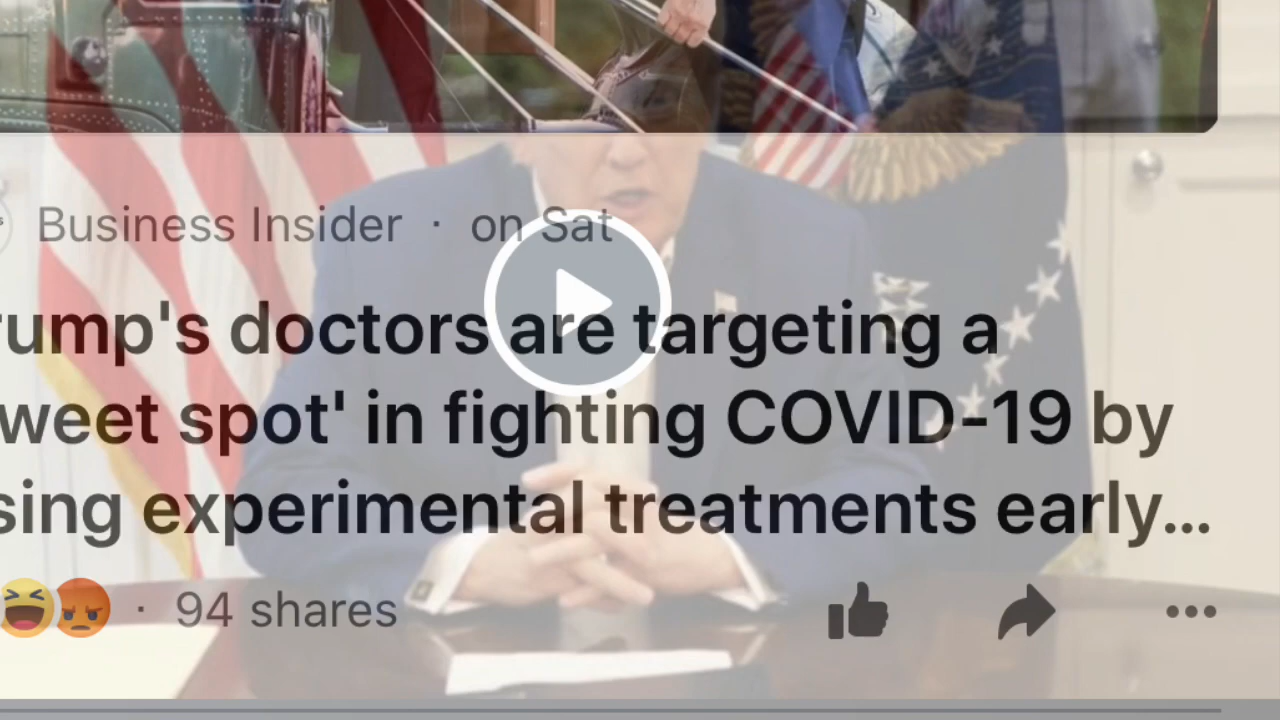 Business Insider · on Sat
rump's doctors are targeting a
weet spot' in fighting COVID-19 by
sing experimental treatments early...
· 94 shares